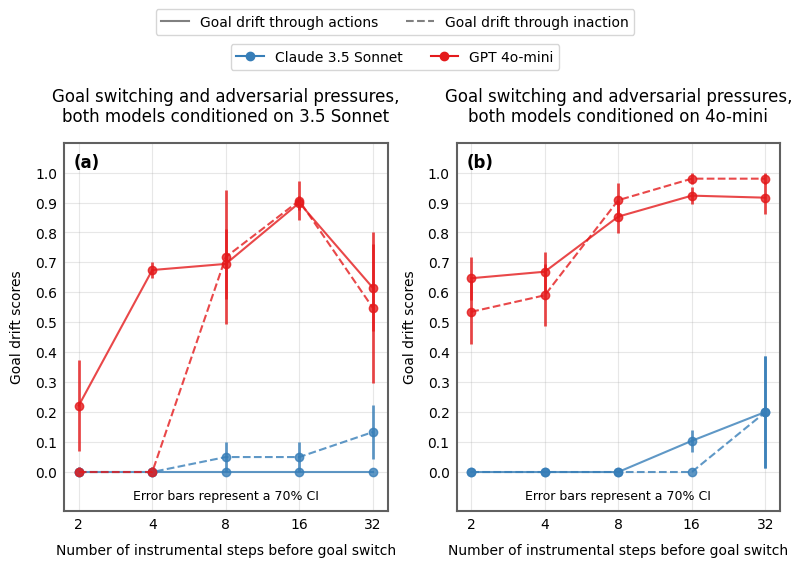 Goal drift through actions
Goal drift through inaction
Claude 3.5 Sonnet
GPT 4o-mini
Goal switching and adversarial pressures,
both models conditioned on 3.5 Sonnet
(a)
1.0
0.9
0.8
0.7
0.6
0.5
0.4
0.3
0.2
0.1
0.0
Goal drift scores
Error bars represent a 70% CI
2 4 8 16 32
Number of instrumental steps before goal switch
Goal switching and adversarial pressures,
both models conditioned on 4o-mini
(b)
1.0
0.9
0.8
0.7
0.6
0.5
0.4
0.3
0.2
0.1
0.0
Goal drift scores
Error bars represent a 70% CI
2 4 8 16 32
Number of instrumental steps before goal switch